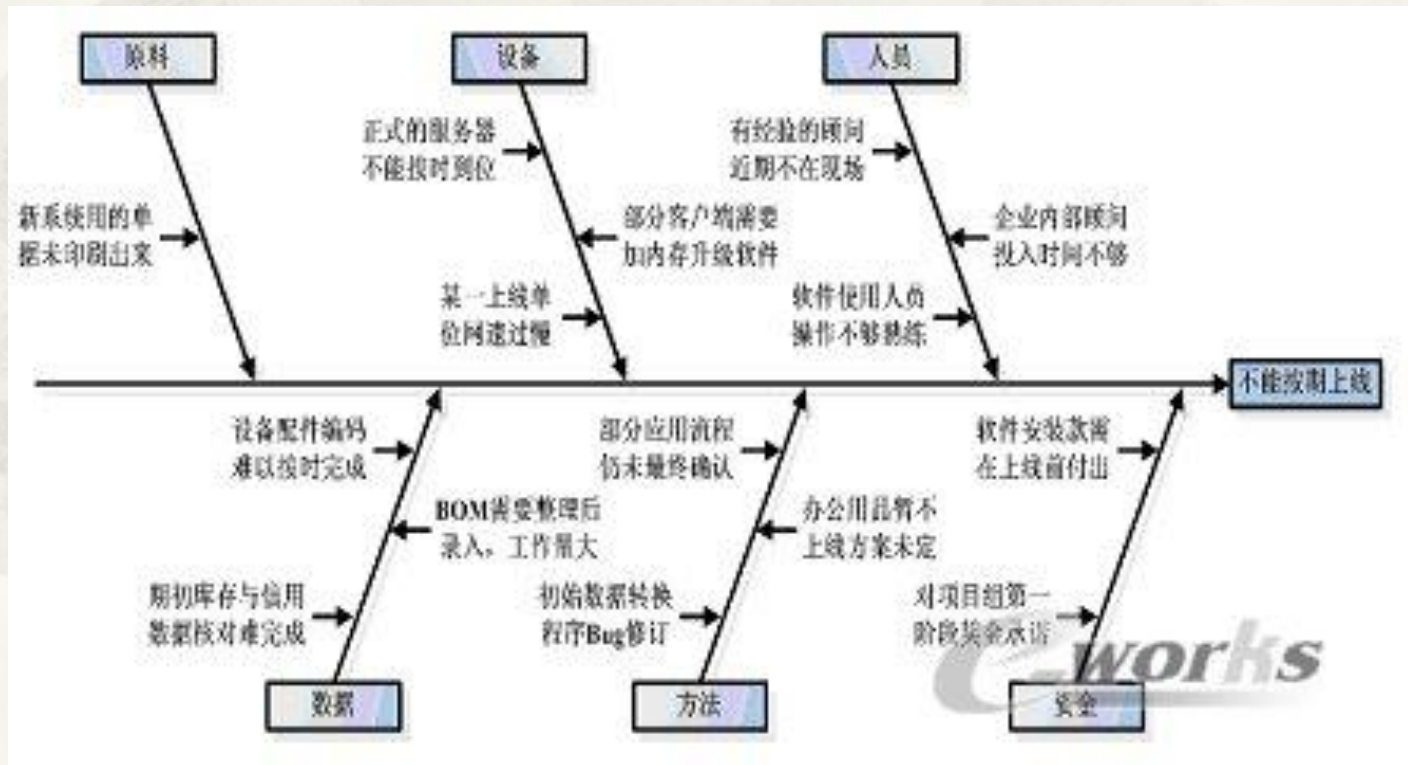 原料
设备
人员
正式的服务器
不能按时到位
有经验的顾问
近期不在现场
新系统用的单
据未印刷出来
部分客户端需要
加内存升级软件
企业内部顾问
投入时间不够
某一上线单
位网速过慢
软件使用人员
操作不够熟练
不能按期上线
设备配件编码
难以按时完成
部分应用流程
仍未最终确认
软件安装款需
在上线前付出
BOM需要整理后
录入，工作量大
办公用品暂不
上线方案未定
期初库存与信用
数据核对难完成
初始数据转换
程序Bug修订
对项目组第一
阶段奖金承诺
e-works
数据
方法
资金